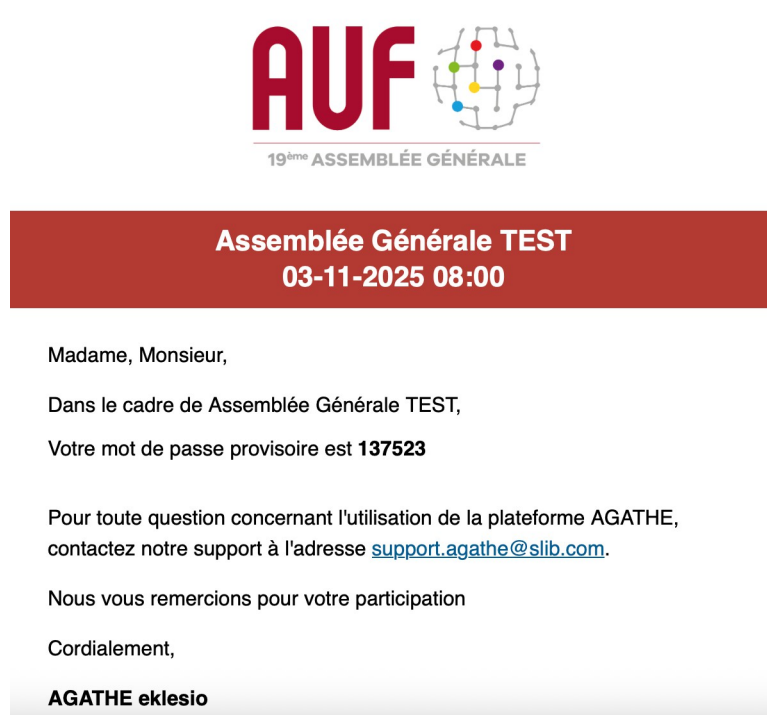 AUF
19ème ASSEMBLÉE GÉNÉRALE
Assemblée Générale TEST
03-11-2025 08:00
Madame, Monsieur,
Dans le cadre de Assemblée Générale TEST,
Votre mot de passe provisoire est 137523
Pour toute question concernant l'utilisation de la plateforme AGATHE,
contactez notre support à l'adresse support.agathe@slib.com.
Nous vous remercions pour votre participation
Cordialement,
AGATHE eklesio